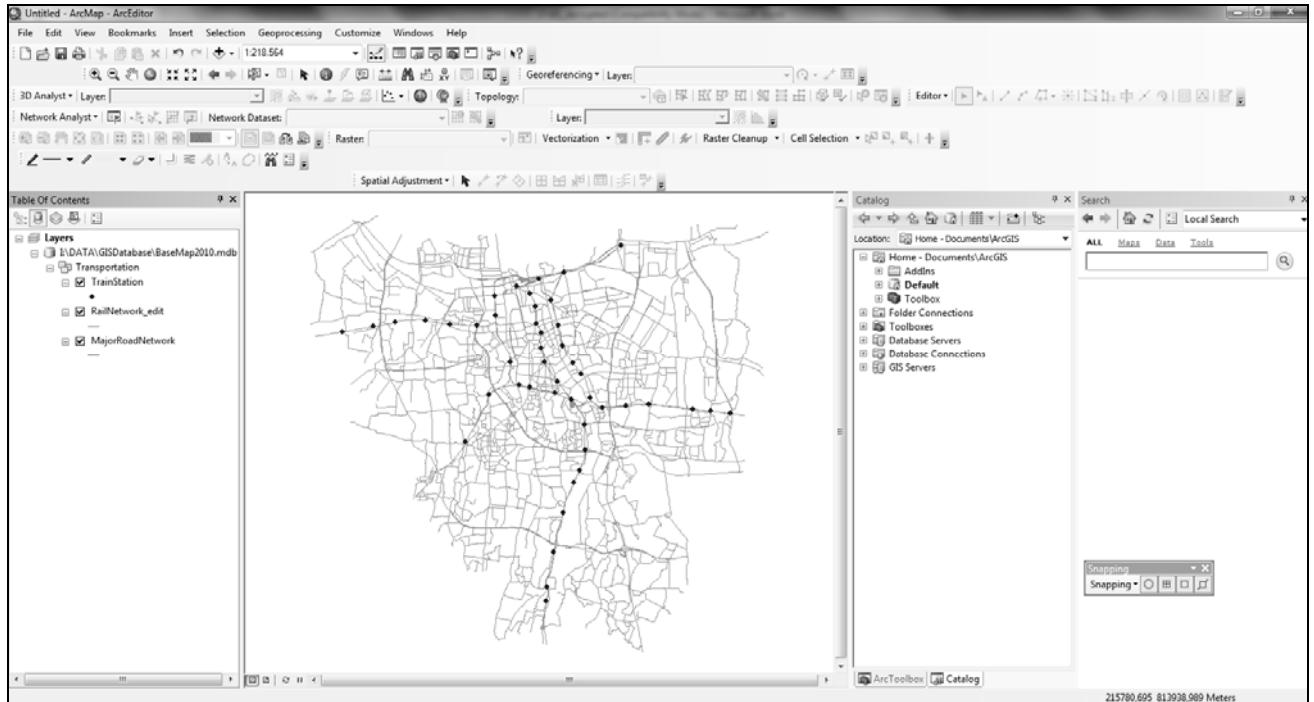 Untitled - ArcMap - ArcEditor
File Edit View Bookmarks Insert Selection Geoprocessing Customize Windows Help
1:218.564
Georeferencing Layer:
3D Analyst Layer: Topology: Editor
Network Analyst Network Dataset: Layer:
Raster: Vectorization Raster Cleanup Cell Selection
Spatial Adjustment
Table Of Contents
Layers
I:\DATA\GISDatabase\BaseMap2010.mdb
Transportation
TrainStation
RailNetwork_edit
MajorRoadNetwork
Catalog
Location: Home - Documents\ArcGIS
Home - Documents\ArcGIS
AddIns
Default
Toolbox
Folder Connections
Toolboxes
Database Servers
Database Connections
GIS Servers
ArcToolbox Catalog
Search
Local Search
ALL Maps Data Tools
Snapping
Snapping
215780,695 813938,989 Meters